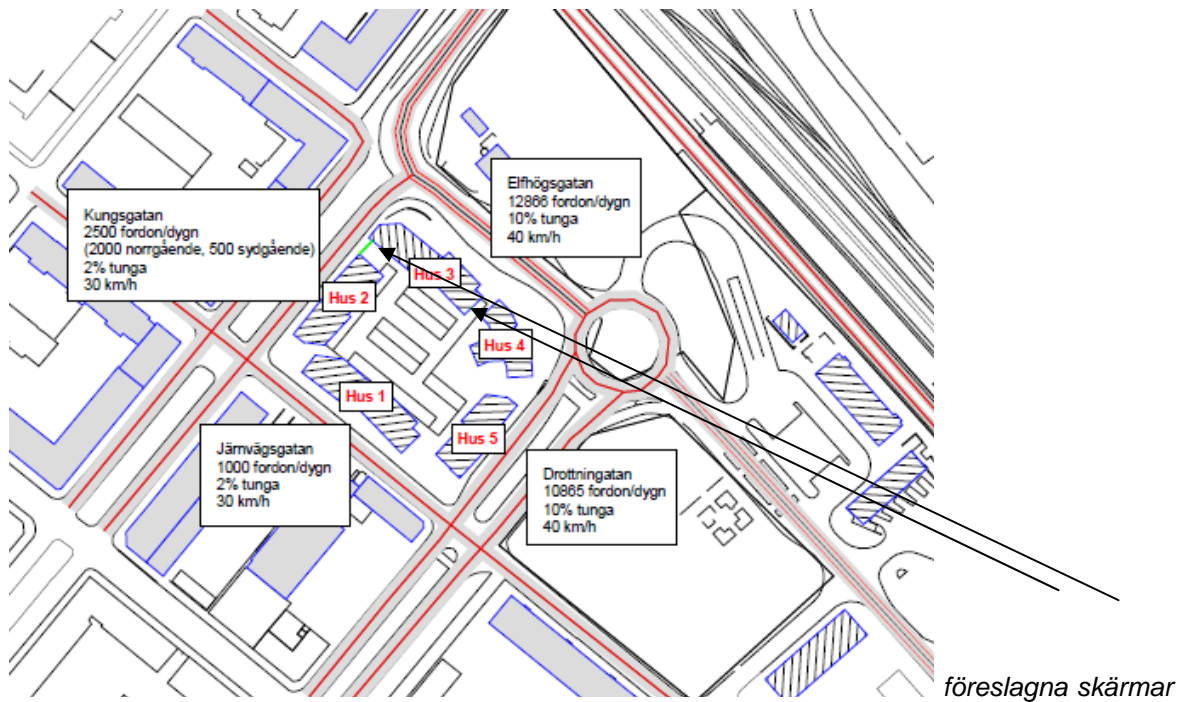 Elfhögsgatan
12866 fordon/dygn
10% tunga
40 km/h
Kungsgatan
2500 fordon/dygn
(2000 norrgående, 500 sydgående)
2% tunga
30 km/h
Hus 3
Hus 2
Hus 4
Hus 1
Hus 5
Järnvägsgatan
1000 fordon/dygn
2% tunga
30 km/h
Drottningatan
10865 fordon/dygn
10% tunga
40 km/h
föreslagna skärmar